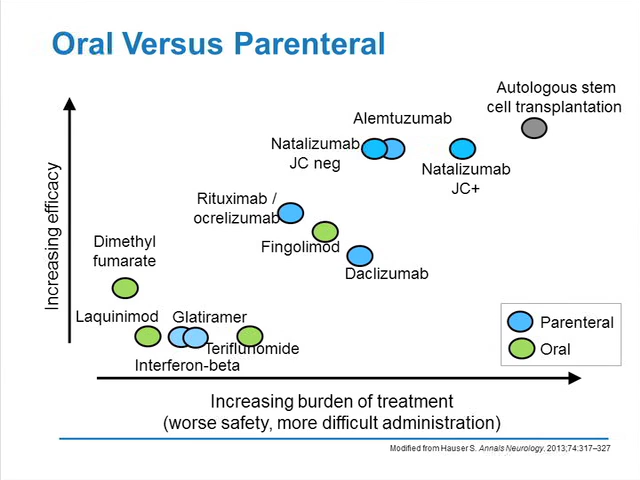 Oral Versus Parenteral
Autologous stem
cell transplantation
Alemtuzumab
Natalizumab
JC neg
Natalizumab
JC+
Rituximab /
ocrelizumab
Fingolimod
Daclizumab
Dimethyl
fumarate
Laquinimod
Glatiramer
Teriflunomide
Interferon-beta
Increasing efficacy
Parenteral
Oral
Increasing burden of treatment
(worse safety, more difficult administration)
Modified from Hauser S. Annals Neurology. 2013;74:317–327